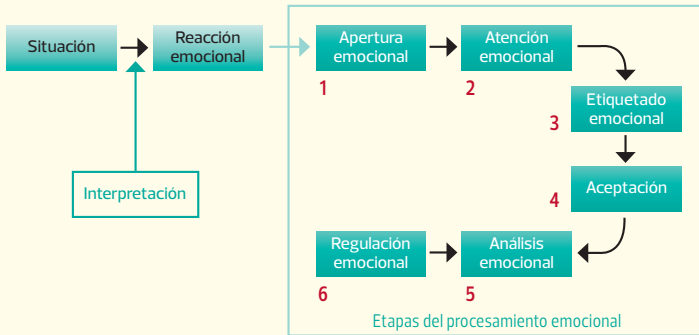 Situación
Reacción
emocional
Apertura
emocional
1
Atención
emocional
2
Etiquetado
emocional
3
Aceptación
4
Interpretación
Análisis
emocional
5
Regulación
emocional
6
Etapas del procesamiento emocional